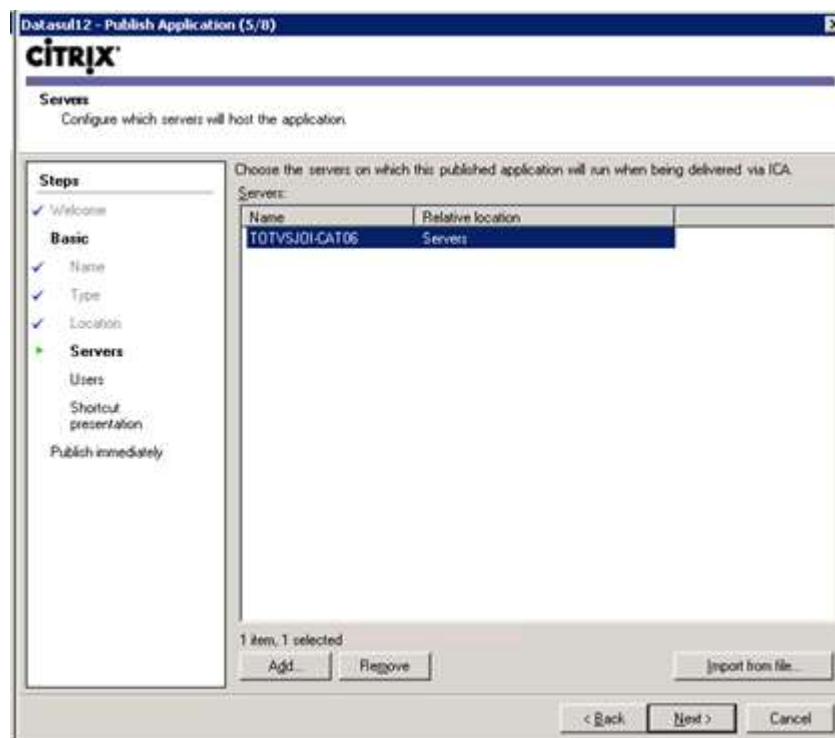 Datasul12 - Publish Application (5/8)
CİTRIX
Servers
Configure which servers will host the application.
Steps
Welcome
Basic
Name
Type
Location
Servers
Users
Shortcut
presentation
Publish immediately
Choose the servers on which this published application will run when being delivered via ICA.
Servers:
Name Relative location
TOTVSJOI-CAT06 Servers
1 item, 1 selected
Add... Remove Import from file...
< Back Next > Cancel